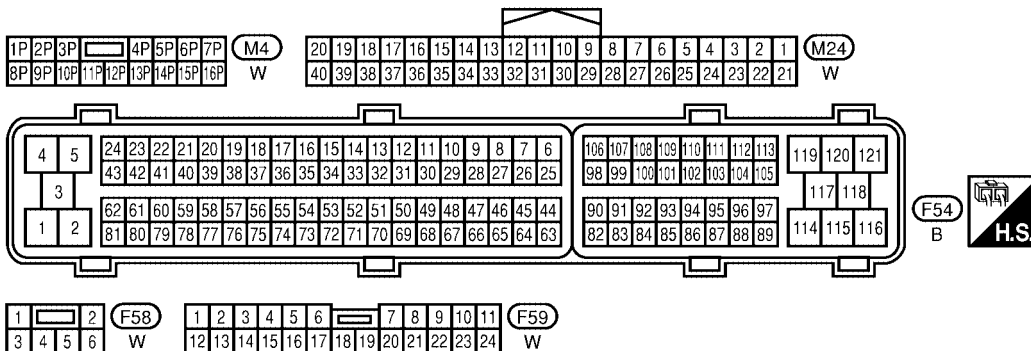 1P 2P 3P 4P 5P 6P 7P M4
8P 9P 10P 11P 12P 13P 14P 15P 16P W
20 19 18 17 16 15 14 13 12 11 10 9 8 7 6 5 4 3 2 1 M24
40 39 38 37 36 35 34 33 32 31 30 29 28 27 26 25 24 23 22 21 W
4 5
3
1 2
24 23 22 21 20 19 18 17 16 15 14 13 12 11 10 9 8 7 6
43 42 41 40 39 38 37 36 35 34 33 32 31 30 29 28 27 26 25
62 61 60 59 58 57 56 55 54 53 52 51 50 49 48 47 46 45 44
81 80 79 78 77 76 75 74 73 72 71 70 69 68 67 66 65 64 63
106 107 108 109 110 111 112 113
98 99 100 101 102 103 104 105
90 91 92 93 94 95 96 97
82 83 84 85 86 87 88 89
119 120 121
117 118
114 115 116
F54
B
H.S.
1 2 F58
3 4 5 6 W
1 2 3 4 5 6 7 8 9 10 11 F59
12 13 14 15 16 17 18 19 20 21 22 23 24 W